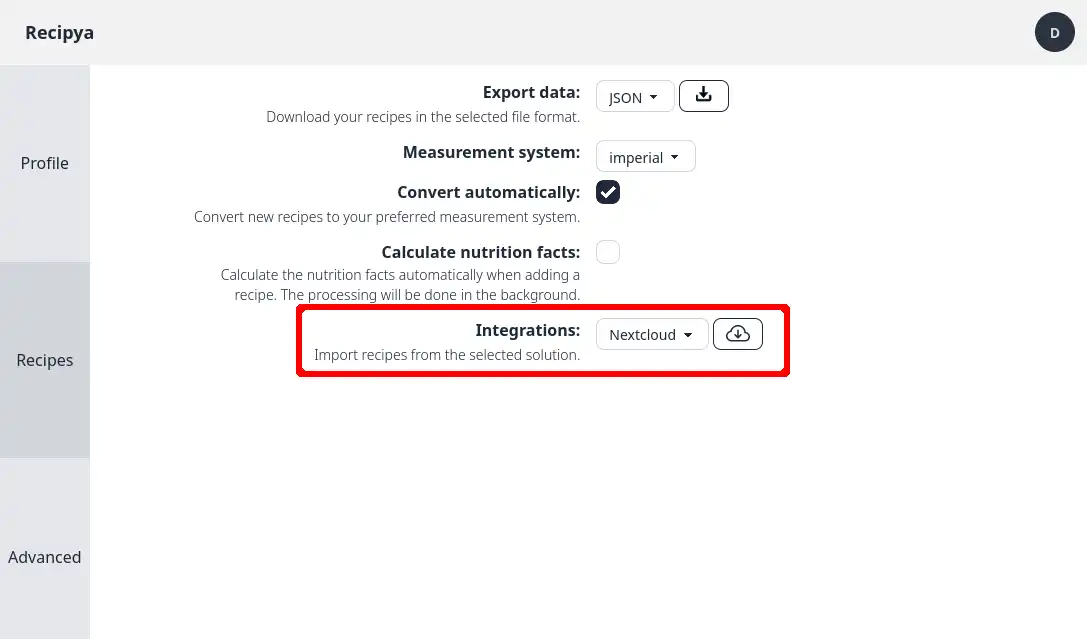 Recipya
D
Profile
Recipes
Advanced
Export data:
JSON
Download your recipes in the selected file format.
Measurement system:
imperial
Convert automatically:
Convert new recipes to your preferred measurement system.
Calculate nutrition facts:
Calculate the nutrition facts automatically when adding a
recipe. The processing will be done in the background.
Integrations:
Nextcloud
Import recipes from the selected solution.